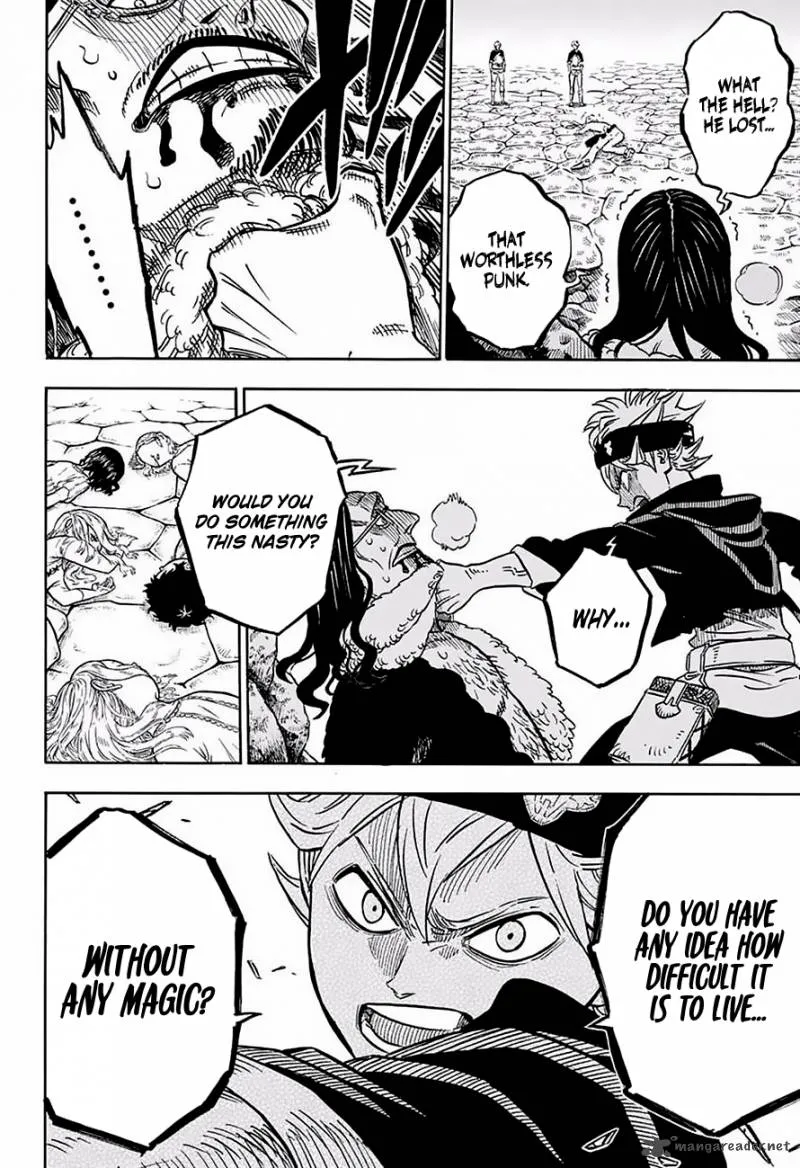 WHAT
THE HELL?
HE LOST...
THAT
WORTHLESS
PUNK.
......
WHY...
WOULD YOU
DO SOMETHING
THIS NASTY?
DO YOU HAVE
ANY IDEA HOW
DIFFICULT IT
IS TO LIVE...
WITHOUT
ANY MAGIC?
mangareader.net